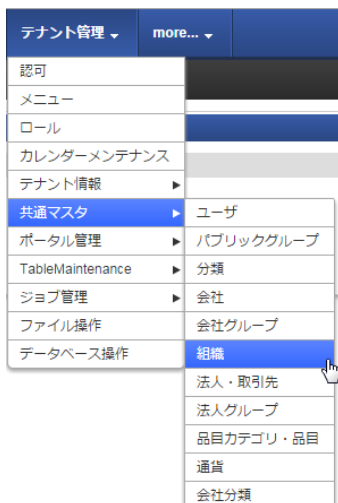 テナント管理 more...
認可
メニュー
ロール
カレンダーメンテナンス
テナント情報
共通マスタ
ポータル管理
TableMaintenance
ジョブ管理
ファイル操作
データベース操作
ユーザ
パブリックグループ
分類
会社
会社グループ
組織
法人・取引先
法人グループ
品目カテゴリ・品目
通貨
会社分類